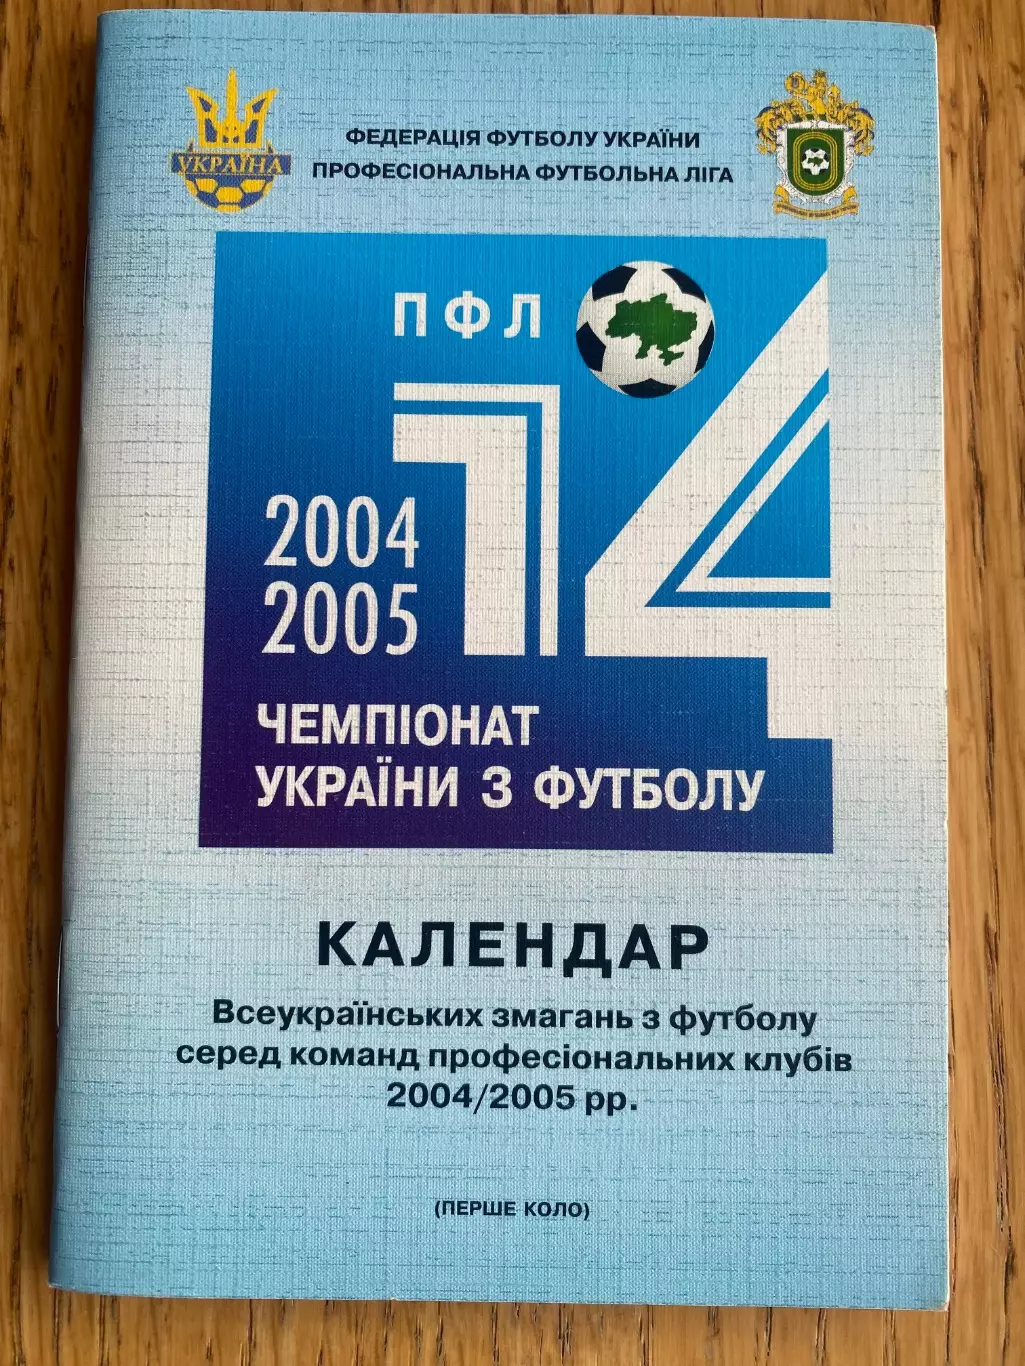 УКРАЇНА
ФЕДЕРАЦІЯ ФУТБОЛУ УКРАЇНИ
ПРОФЕСІОНАЛЬНА ФУТБОЛЬНА ЛІГА
ПФЛ
14
2004
2005
ЧЕМПІОНАТ
УКРАЇНИ З ФУТБОЛУ
КАЛЕНДАР
Всеукраїнських змагань з футболу
серед команд професіональних клубів
2004/2005 рр.
(ПЕРШЕ КОЛО)